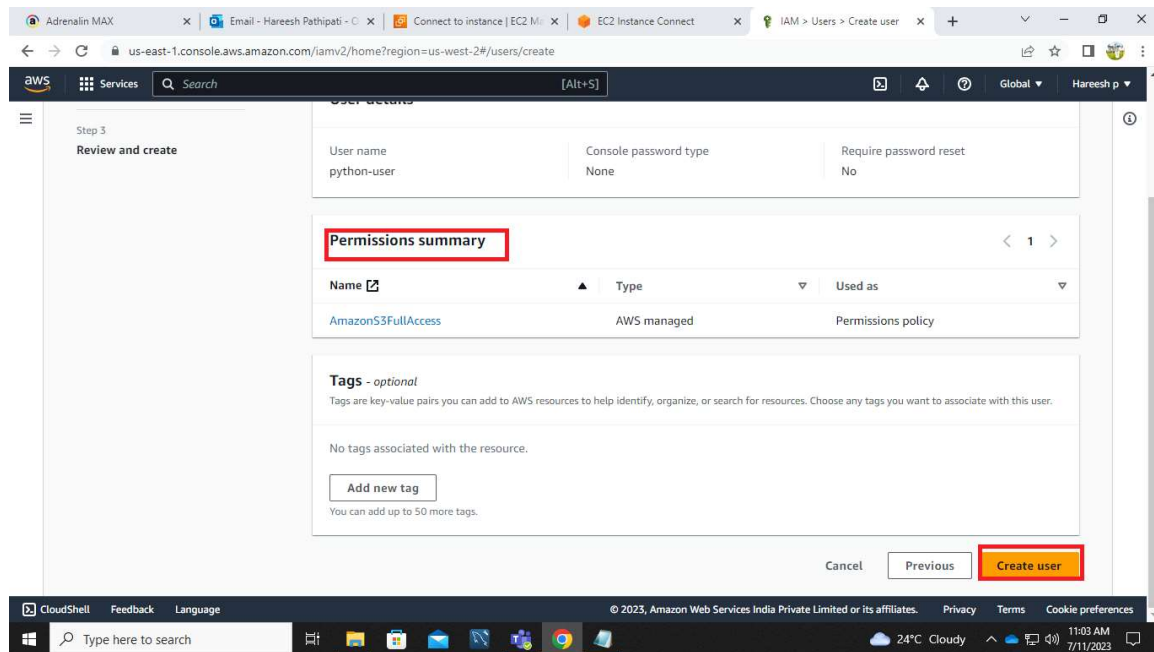 Adrenalin MAX
Email - Hareesh Pathipati - O
Connect to instance | EC2 Ma
EC2 Instance Connect
IAM > Users > Create user
us-east-1.console.aws.amazon.com/iamv2/home?region=us-west-2#/users/create
aws
Services
Search
[Alt+S]
Global
Hareesh p
Step 3
Review and create
User details
User name
Console password type
Require password reset
python-user
None
No
Permissions summary
1
Name
Type
Used as
AmazonS3FullAccess
AWS managed
Permissions policy
Tags - optional
Tags are key-value pairs you can add to AWS resources to help identify, organize, or search for resources. Choose any tags you want to associate with this user.
No tags associated with the resource.
Add new tag
You can add up to 50 more tags.
Cancel
Previous
Create user
CloudShell
Feedback
Language
© 2023, Amazon Web Services India Private Limited or its affiliates.
Privacy
Terms
Cookie preferences
Type here to search
24°C Cloudy
11:03 AM
7/11/2023